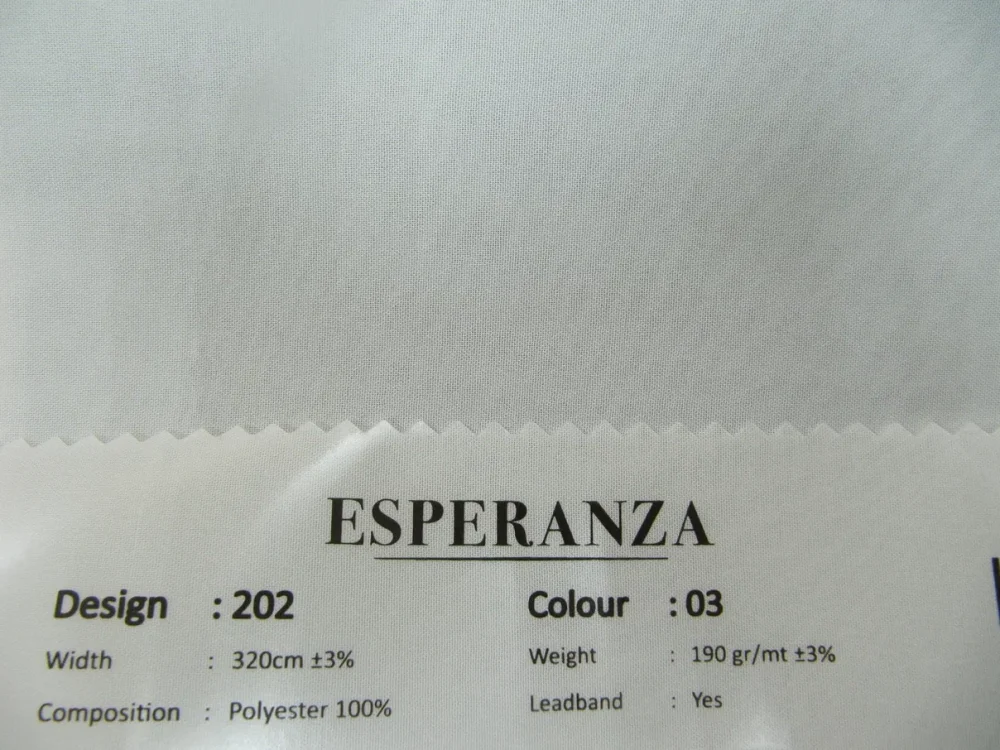 ESPERANZA
Design : 202 Colour : 03
Width : 320cm ±3% Weight : 190 gr/mt ±3%
Composition : Polyester 100% Leadband : Yes